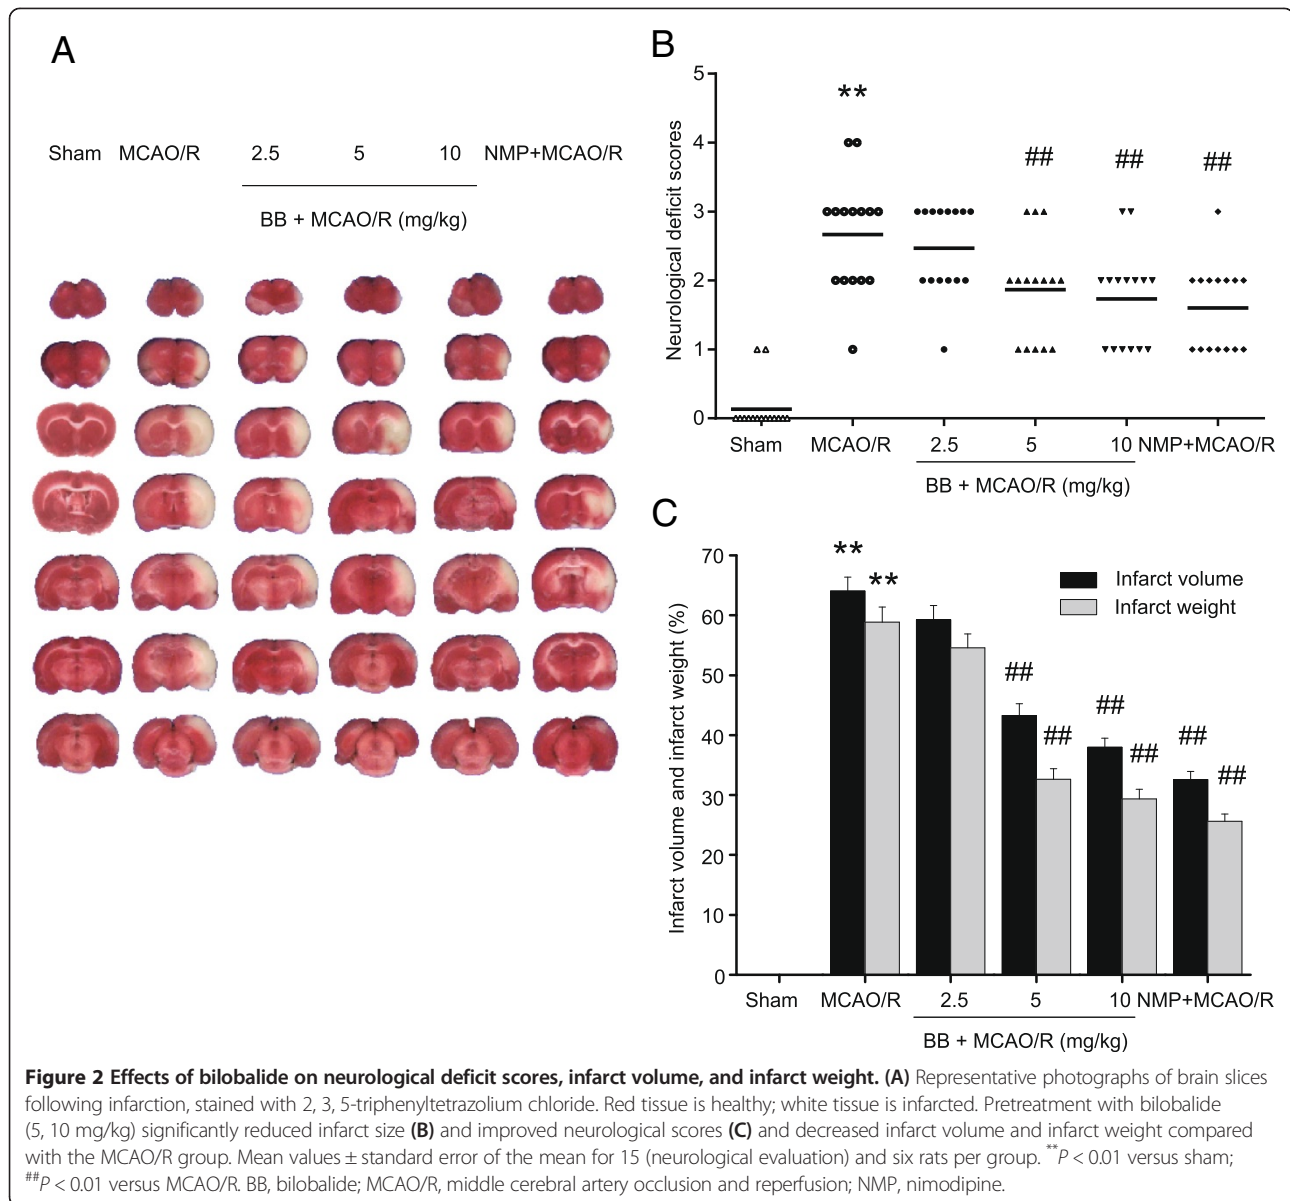 A
Sham MCAO/R 2.5 5 10 NMP+MCAO/R
BB + MCAO/R (mg/kg)
B
Neurological deficit scores
5
**
4
## ## ##
3
2
1
0
Sham MCAO/R 2.5 5 10 NMP+MCAO/R
BB + MCAO/R (mg/kg)
C
Infarct volume and infarct weight (%)
70
**
**
Infarct volume
Infarct weight
60
50
##
##
40
##
##
##
##
30
20
10
0
Sham MCAO/R 2.5 5 10 NMP+MCAO/R
BB + MCAO/R (mg/kg)
Figure 2 Effects of bilobalide on neurological deficit scores, infarct volume, and infarct weight. (A) Representative photographs of brain slices
following infarction, stained with 2, 3, 5-triphenyltetrazolium chloride. Red tissue is healthy; white tissue is infarcted. Pretreatment with bilobalide
(5, 10 mg/kg) significantly reduced infarct size (B) and improved neurological scores (C) and decreased infarct volume and infarct weight compared
with the MCAO/R group. Mean values ± standard error of the mean for 15 (neurological evaluation) and six rats per group. **P < 0.01 versus sham;
##P < 0.01 versus MCAO/R. BB, bilobalide; MCAO/R, middle cerebral artery occlusion and reperfusion; NMP, nimodipine.